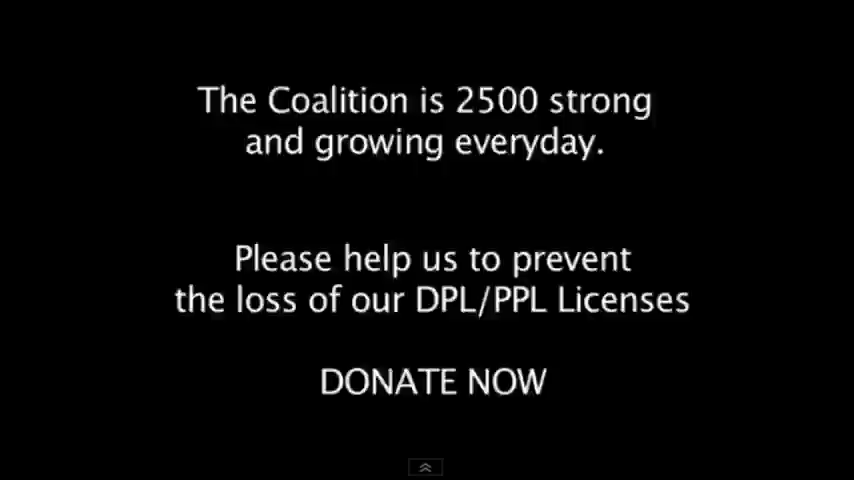 The Coalition is 2500 strong
and growing everyday.
Please help us to prevent
the loss of our DPL/PPL Licenses
DONATE NOW